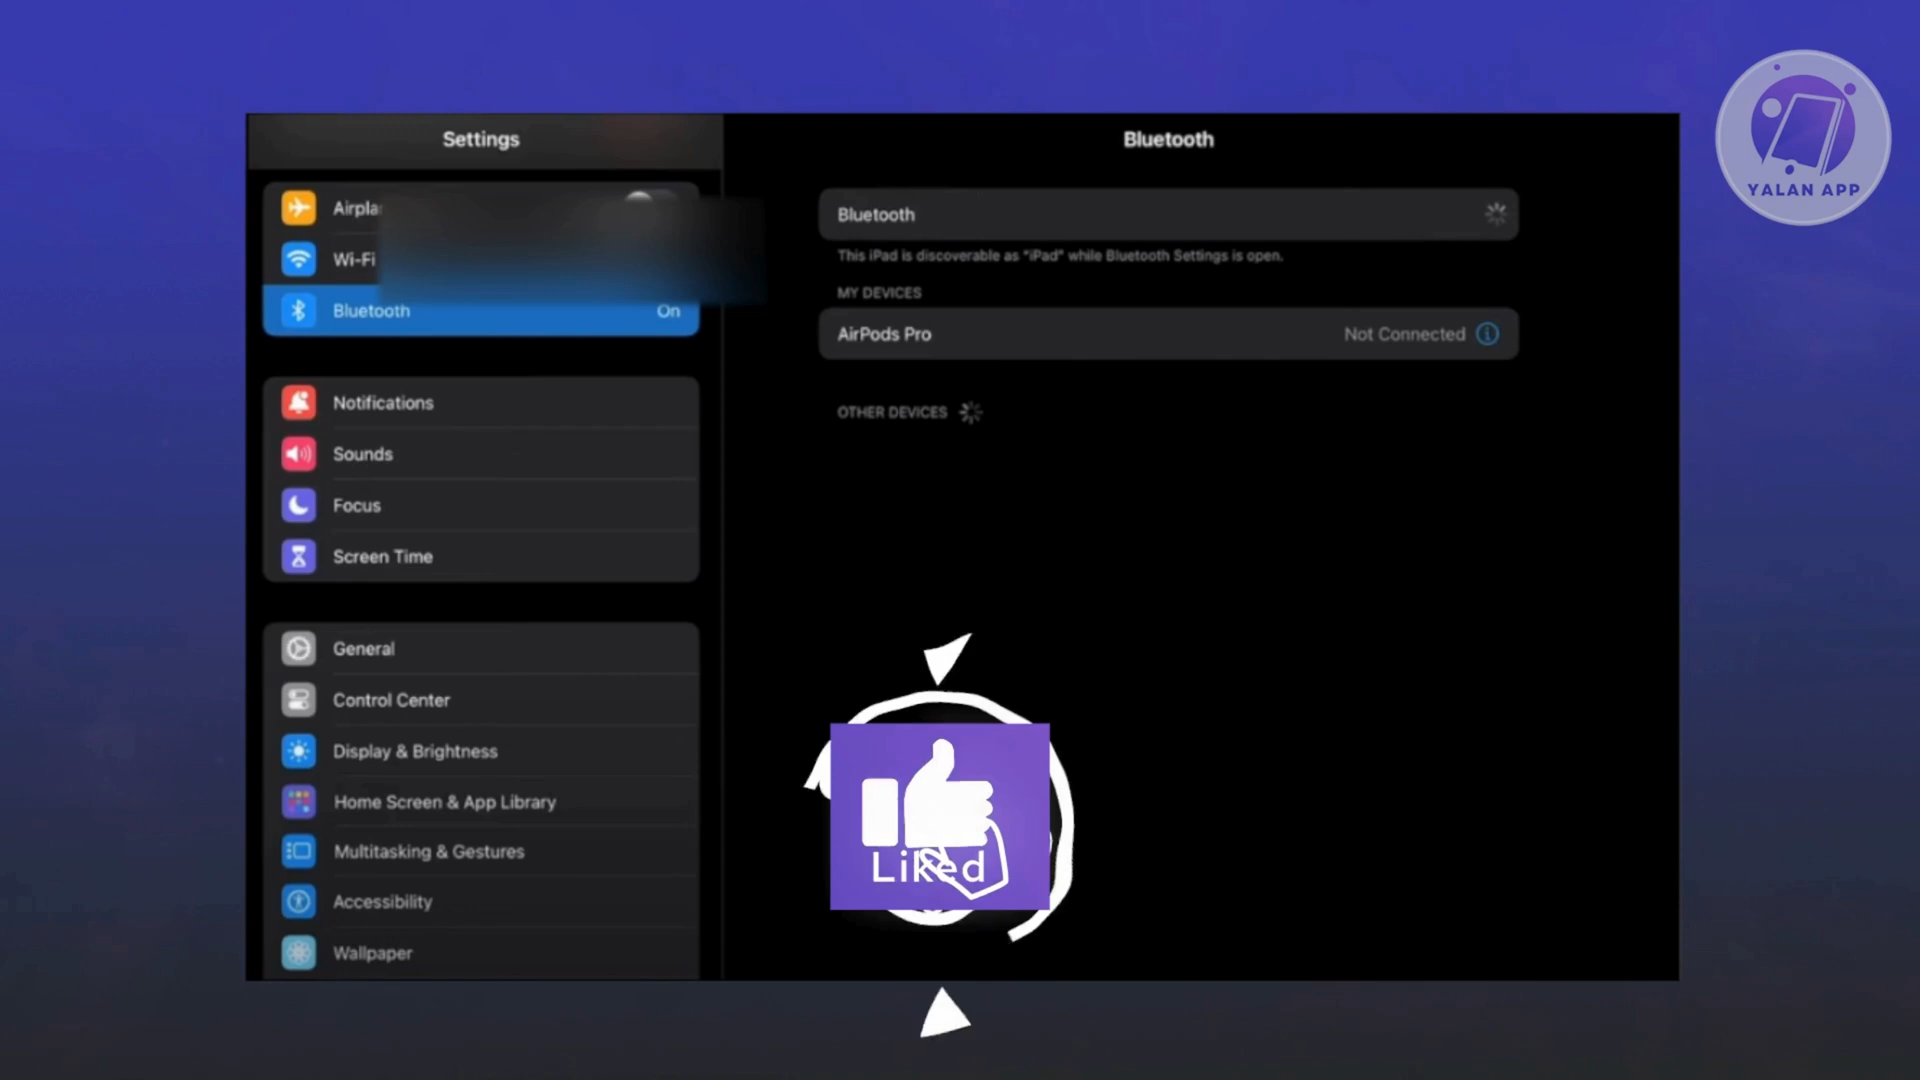 YALAN APP
Settings
Airpla
Wi-Fi
Bluetooth On
Notifications
Sounds
Focus
Screen Time
General
Control Center
Display & Brightness
Home Screen & App Library
Multitasking & Gestures
Accessibility
Wallpaper
Bluetooth
Bluetooth
This iPad is discoverable as "iPad" while Bluetooth Settings is open.
MY DEVICES
AirPods Pro Not Connected
OTHER DEVICES
Liked